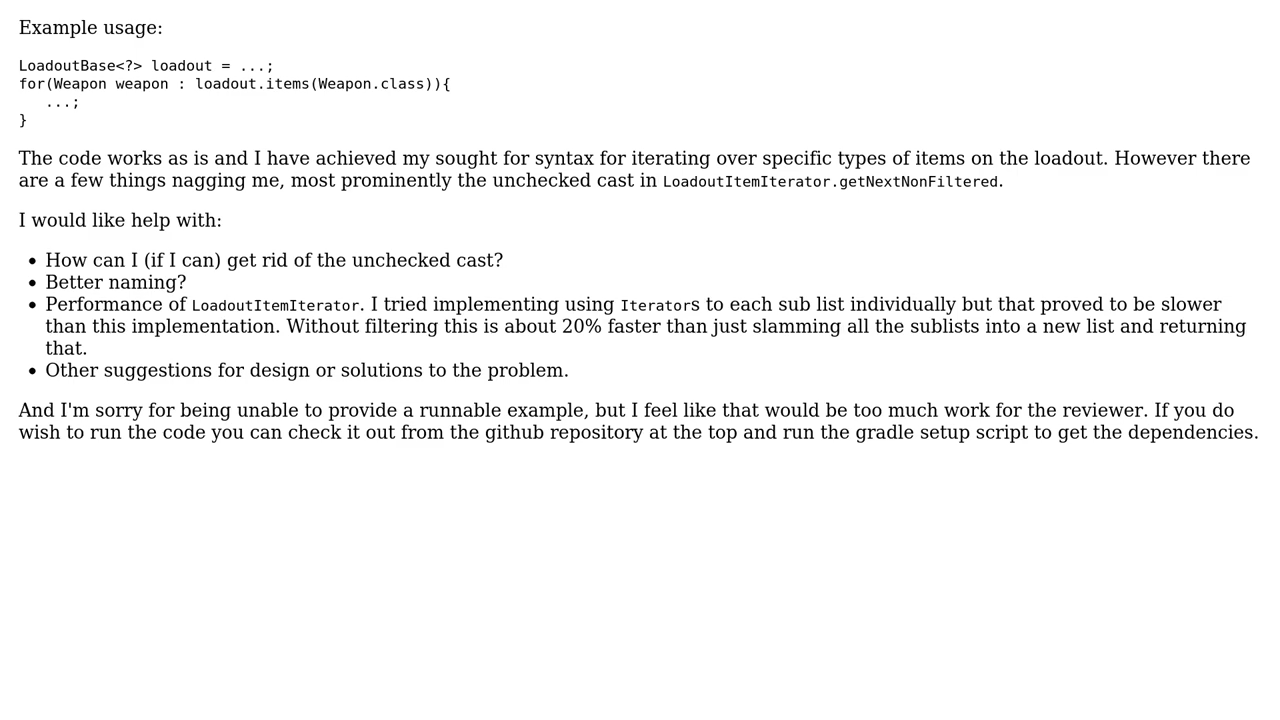 Example usage:
LoadoutBase<?> loadout = ...;
for(Weapon weapon : loadout.items(Weapon.class)){
   ...;
}
The code works as is and I have achieved my sought for syntax for iterating over specific types of items on the loadout. However there
are a few things nagging me, most prominently the unchecked cast in LoadoutItemIterator.getNextNonFiltered.
I would like help with:
• How can I (if I can) get rid of the unchecked cast?
• Better naming?
• Performance of LoadoutItemIterator. I tried implementing using Iterators to each sub list individually but that proved to be slower
than this implementation. Without filtering this is about 20% faster than just slamming all the sublists into a new list and returning
that.
• Other suggestions for design or solutions to the problem.
And I'm sorry for being unable to provide a runnable example, but I feel like that would be too much work for the reviewer. If you do
wish to run the code you can check it out from the github repository at the top and run the gradle setup script to get the dependencies.